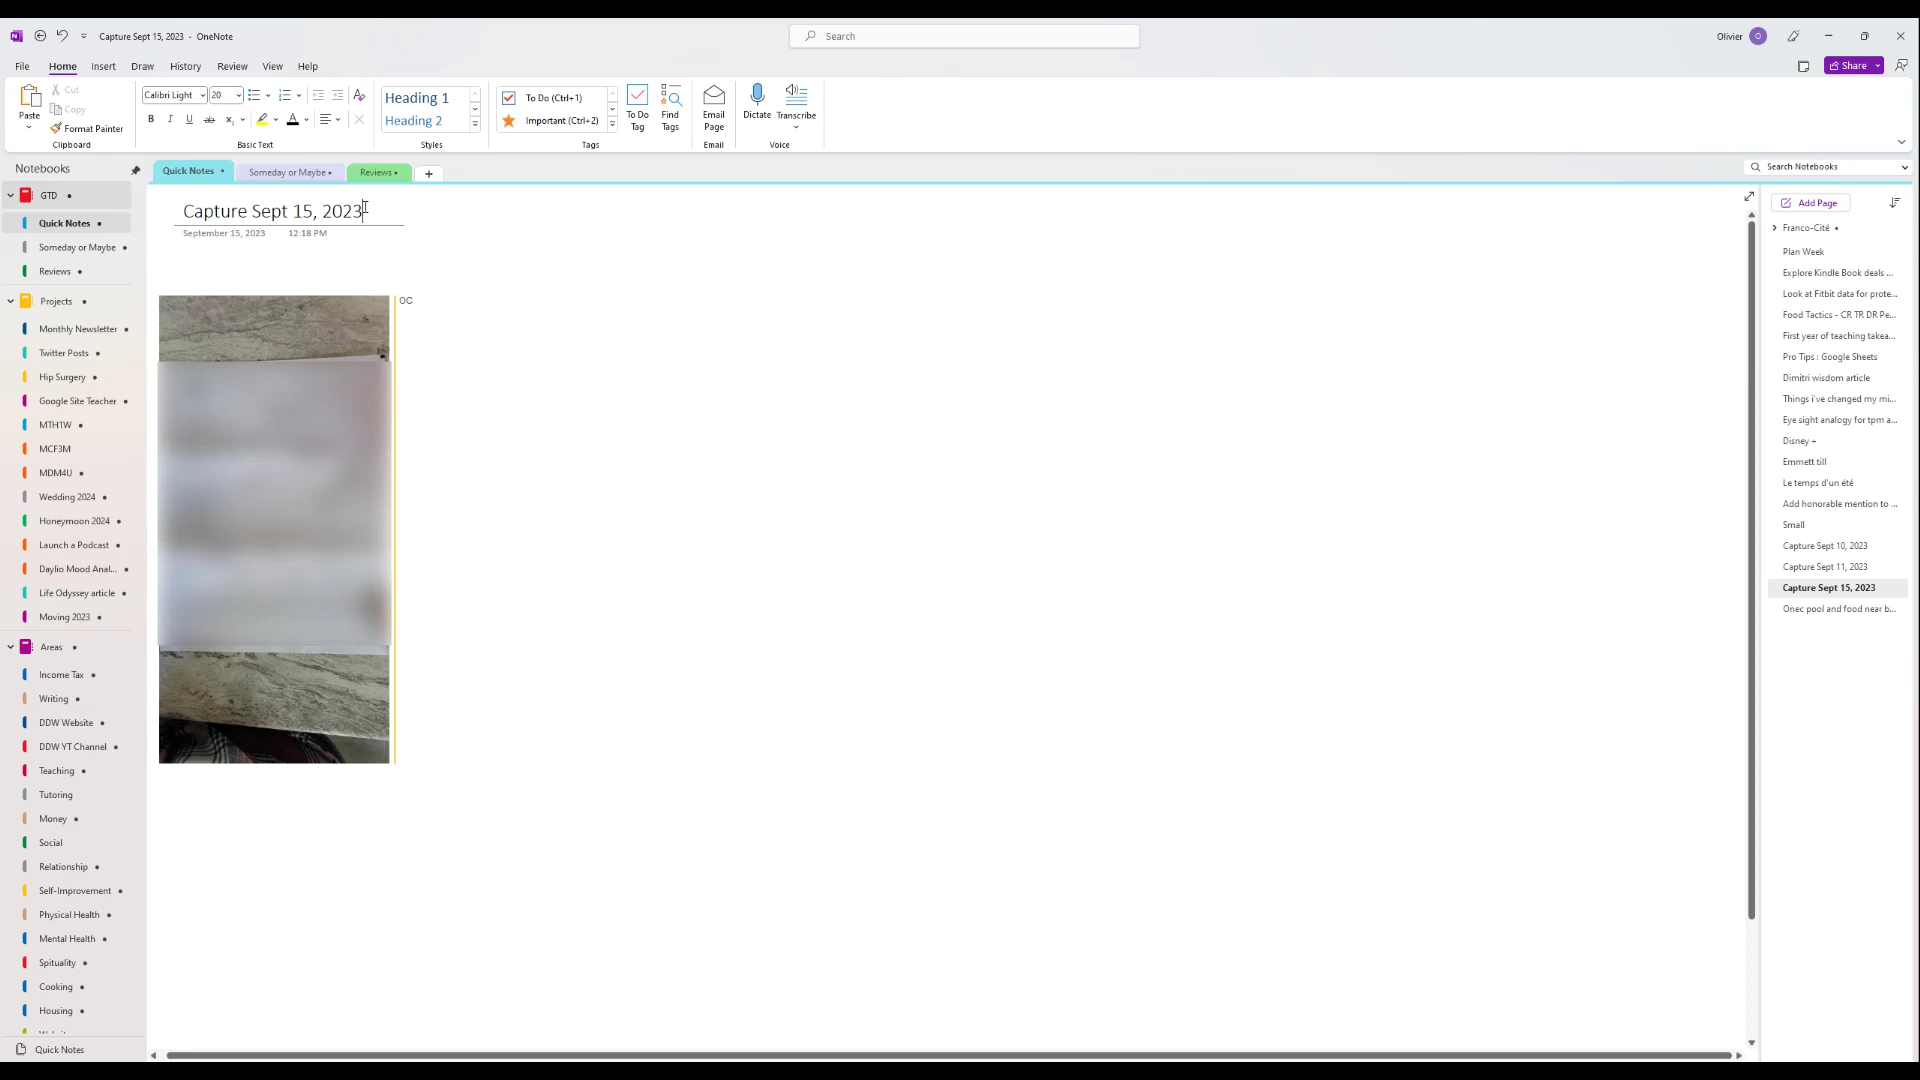 Capture Sept 15, 2023 - OneNote
Search
Olivier
O
File
Home
Insert
Draw
History
Review
View
Help
Share
Paste
Cut
Copy
Format Painter
Clipboard
Calibri Light
20
Basic Text
Heading 1
Heading 2
Styles
To Do (Ctrl+1)
Important (Ctrl+2)
To Do Tag
Find Tags
Tags
Email Page
Email
Dictate
Transcribe
Voice
Notebooks
GTD
Quick Notes
Someday or Maybe
Reviews
Projects
Monthly Newsletter
Twitter Posts
Hip Surgery
Google Site Teacher
MTH1W
MCF3M
MDM4U
Wedding 2024
Honeymoon 2024
Launch a Podcast
Daylio Mood Anal...
Life Odyssey article
Moving 2023
Areas
Income Tax
Writing
DDW Website
DDW YT Channel
Teaching
Tutoring
Money
Social
Relationship
Self-Improvement
Physical Health
Mental Health
Spituality
Cooking
Housing
Quick Notes
Quick Notes
Someday or Maybe
Reviews
Search Notebooks
Capture Sept 15, 2023
September 15, 2023 12:18 PM
OC
Add Page
Franco-Cité
Plan Week
Explore Kindle Book deals ...
Look at Fitbit data for prote...
Food Tactics - CR TR DR Pe...
First year of teaching takea...
Pro Tips : Google Sheets
Dimitri wisdom article
Things i've changed my mi...
Eye sight analogy for tpm a...
Disney +
Emmett till
Le temps d'un été
Add honorable mention to ...
Small
Capture Sept 10, 2023
Capture Sept 11, 2023
Capture Sept 15, 2023
Onec pool and food near b...